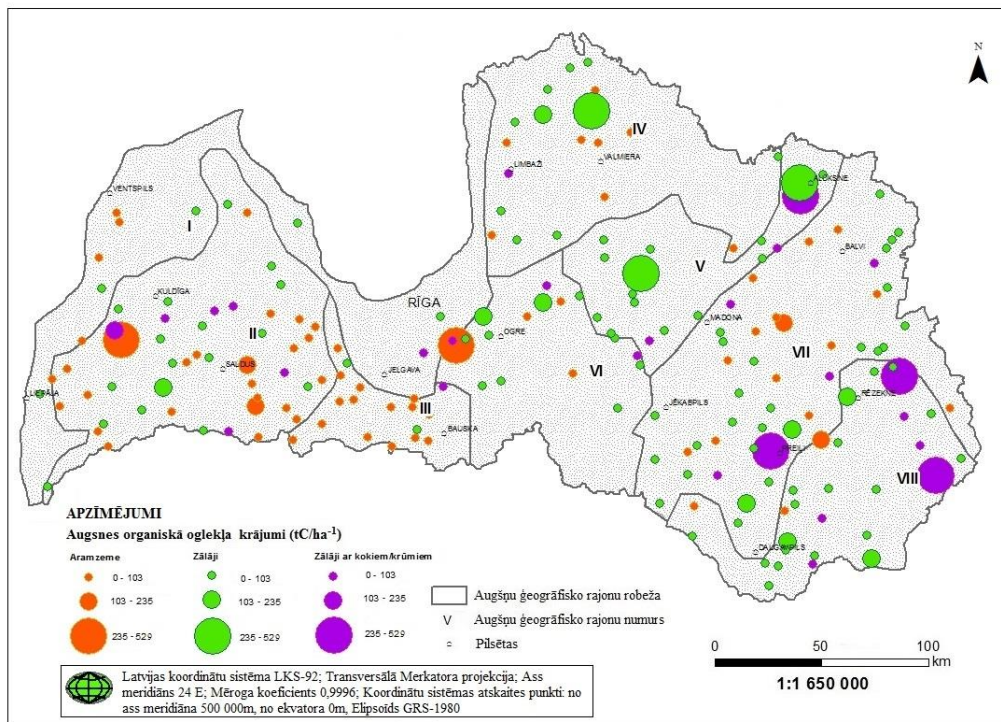 N
IV
LIMBAŽI
VALMIERA
ALŪKSNE
VENTSPILS
I
BALVI
V
KULDĪGA
RĪGA
MADONA
II
OGRE
VII
SALDUS
JELGAVA
VI
LIEPĀJA
III
JĒKABPILS
RĒZEKNE
BAUSKA
PREIĻI
VIII
DAUGAVPILS
APZĪMĒJUMI
Augsnes organiskā oglekļa krājumi (tC/ha⁻¹)
Aramzeme
Zālāji
Zālāji ar kokiem/krūmiem
0 - 103
0 - 103
0 - 103
103 - 235
103 - 235
103 - 235
235 - 529
235 - 529
235 - 529
Augšņu ģeogrāfisko rajonu robeža
V Augšņu ģeogrāfisko rajonu numurs
Pilsētas
0 50 100
km
1:1 650 000
Latvijas koordinātu sistēma LKS-92; Transversālā Merkatora projekcija; Ass
meridiāns 24 E; Mēroga koeficients 0,9996; Koordinātu sistēmas atskaites punkti: no
ass meridiāna 500 000m, no ekvatora 0m, Elipsoīds GRS-1980